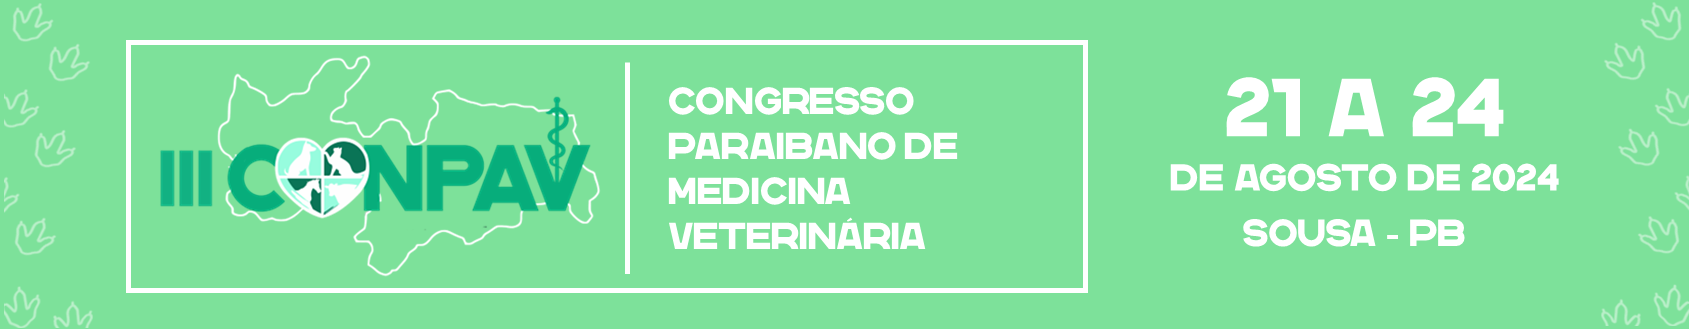 III CONPAV
CONGRESSO
PARAIBANO DE
MEDICINA
VETERINÁRIA
21 A 24
DE AGOSTO DE 2024
SOUSA - PB